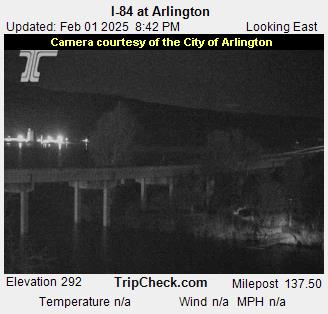 I-84 at Arlington
Updated: Feb 01 2025 8:42 PM Looking East
Camera courtesy of the City of Arlington
Elevation 292 TripCheck.com Milepost 137.50
Temperature n/a Wind n/a MPH n/a